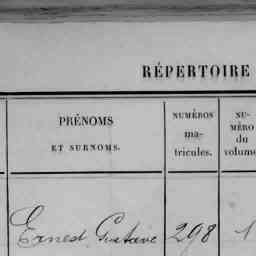 RÉPERTOIRE
PRÉNOMS
ET SURNOMS.
NUMÉROS
ma-
tricules.
NU-
MÉRO
du
volume
Ernest Gustave 298 1